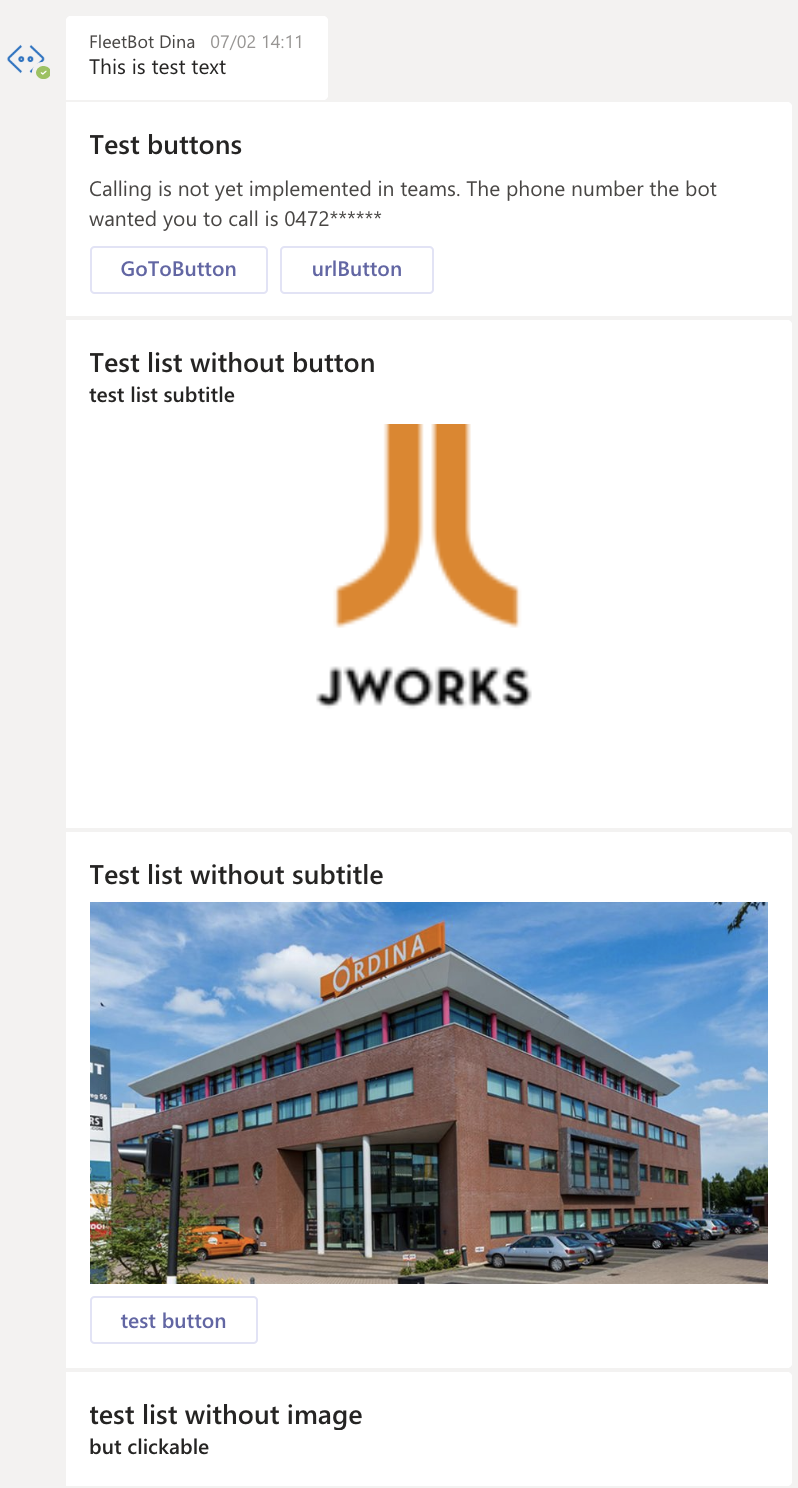 FleetBot Dina 07/02 14:11
This is test text
Test buttons
Calling is not yet implemented in teams. The phone number the bot
wanted you to call is 0472******
GoToButton urlButton
Test list without button
test list subtitle
JWORKS
Test list without subtitle
ORDINA
test button
test list without image
but clickable